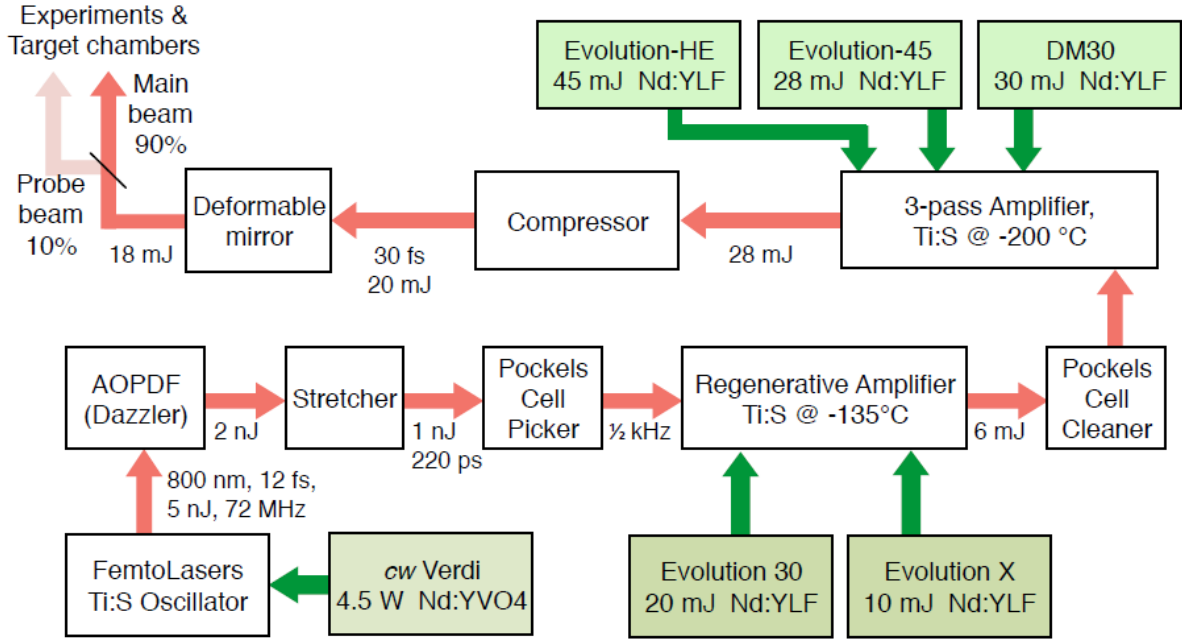 Experiments &
Target chambers
Main
beam
90%
Probe
beam
10%
18 mJ
Deformable
mirror
30 fs
20 mJ
Compressor
28 mJ
Evolution-HE
45 mJ Nd:YLF
Evolution-45
28 mJ Nd:YLF
DM30
30 mJ Nd:YLF
3-pass Amplifier,
Ti:S @ -200 °C
AOPDF
(Dazzler)
2 nJ
Stretcher
1 nJ
220 ps
Pockels
Cell
Picker
½ kHz
Regenerative Amplifier
Ti:S @ -135°C
6 mJ
Pockels
Cell
Cleaner
800 nm, 12 fs,
5 nJ, 72 MHz
FemtoLasers
Ti:S Oscillator
cw Verdi
4.5 W Nd:YVO4
Evolution 30
20 mJ Nd:YLF
Evolution X
10 mJ Nd:YLF